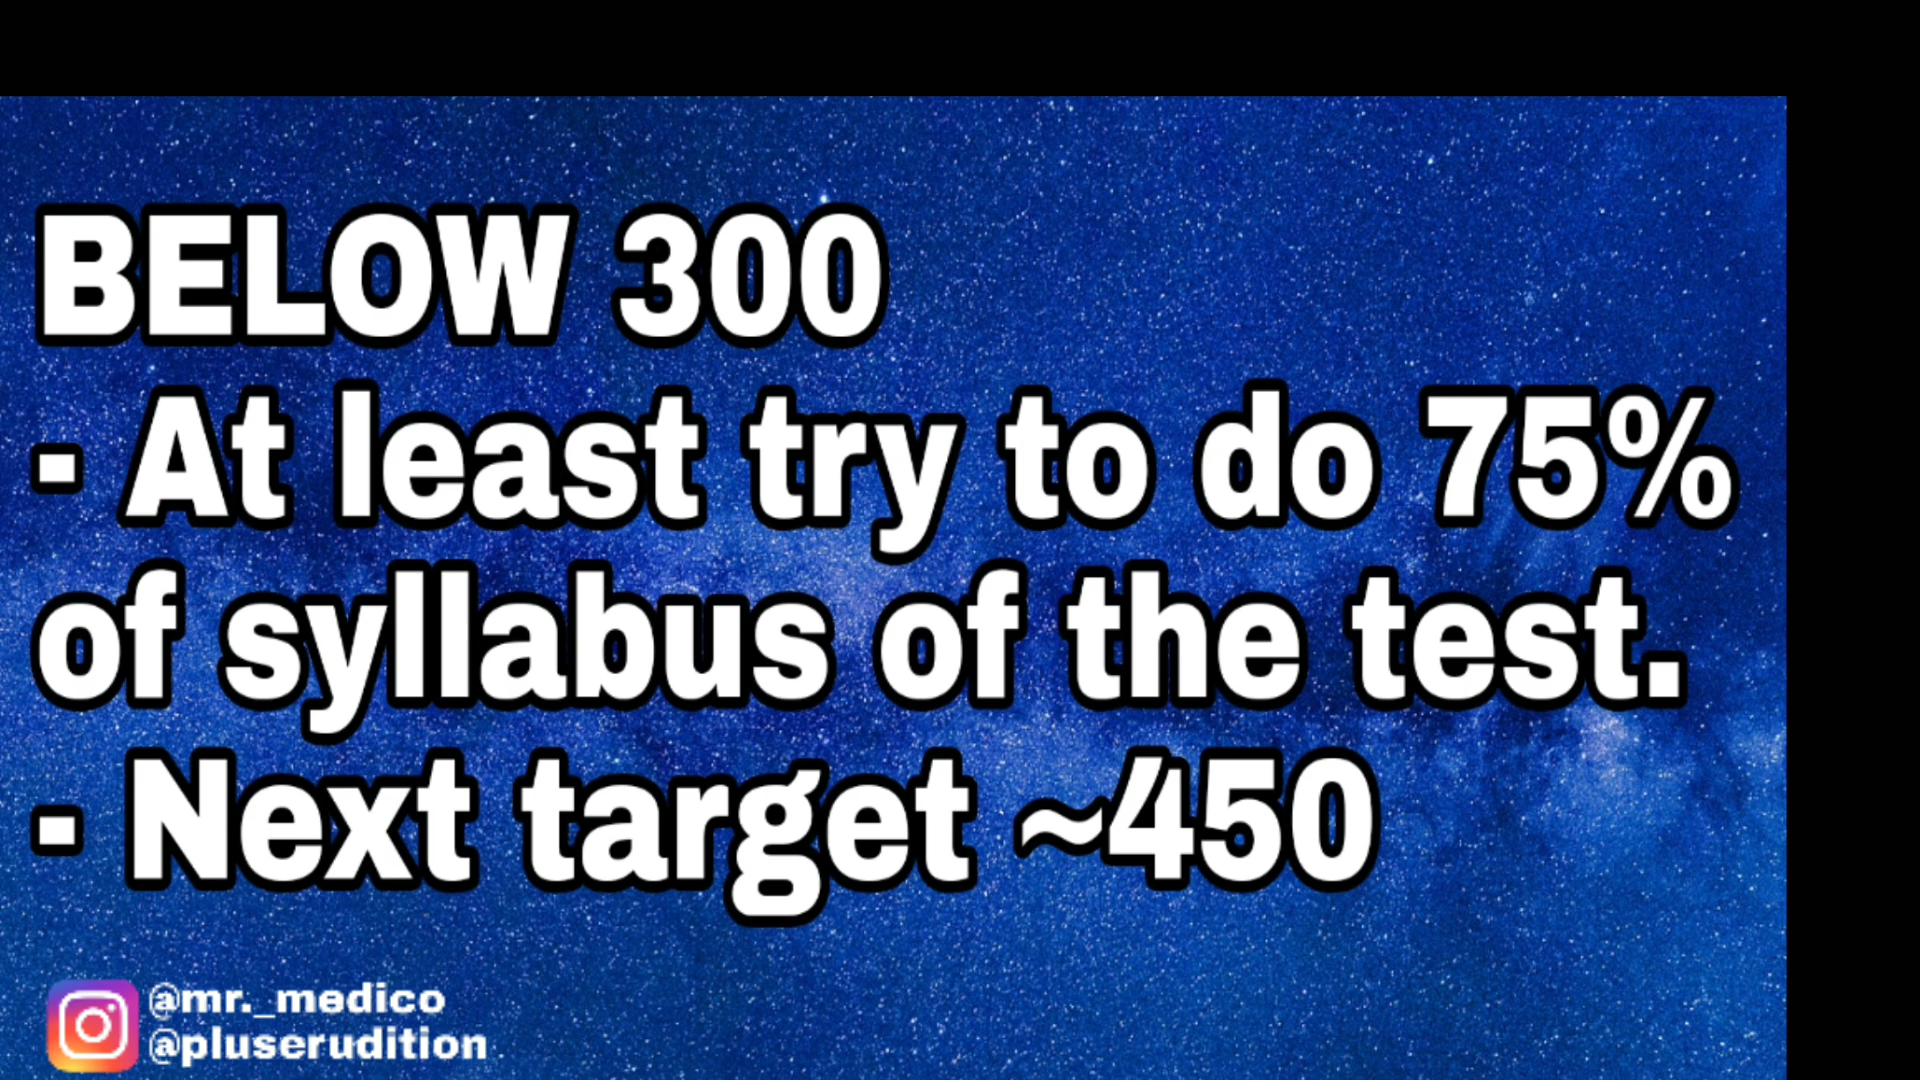 BELOW 300
- At least try to do 75%
of syllabus of the test.
- Next target ~450
@mr._medico
@pluserudition